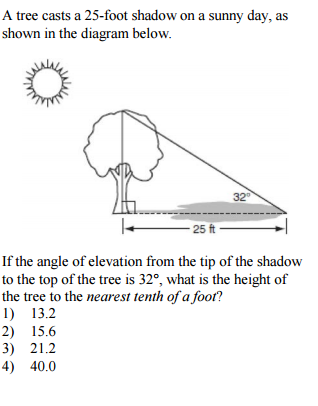 A tree casts a 25-foot shadow on a sunny day, as
shown in the diagram below.
32°
25 ft
If the angle of elevation from the tip of the shadow
to the top of the tree is 32°, what is the height of
the tree to the nearest tenth of a foot?
1) 13.2
2) 15.6
3) 21.2
4) 40.0